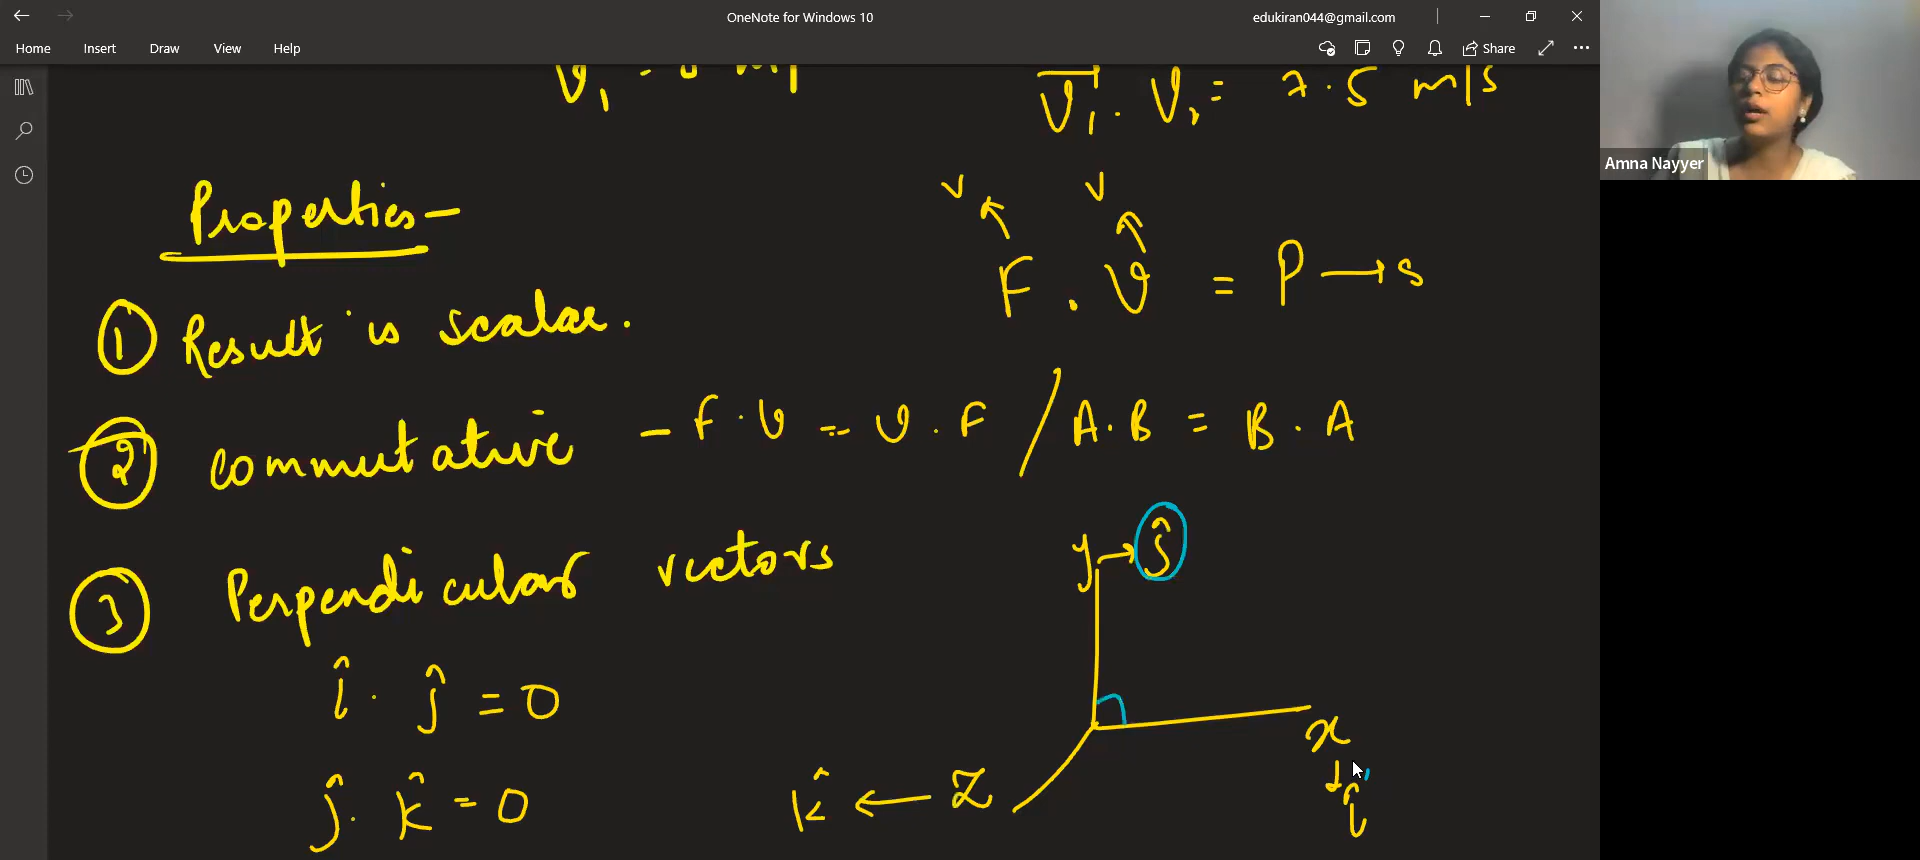 OneNote for Windows 10
edukiran044@gmail.com
Home Insert Draw View Help
Share
V₁ . V₂ = 7.5 m/s
Amna Nayyer
Properties –
v v
F . V = P → s
① Result is scalar.
② commutative – F . V = V . F / A . B = B . A
③ Perpendicular vectors
y → ĵ
î . ĵ = 0
x
î
ĵ . k̂ = 0
k̂ ← Z